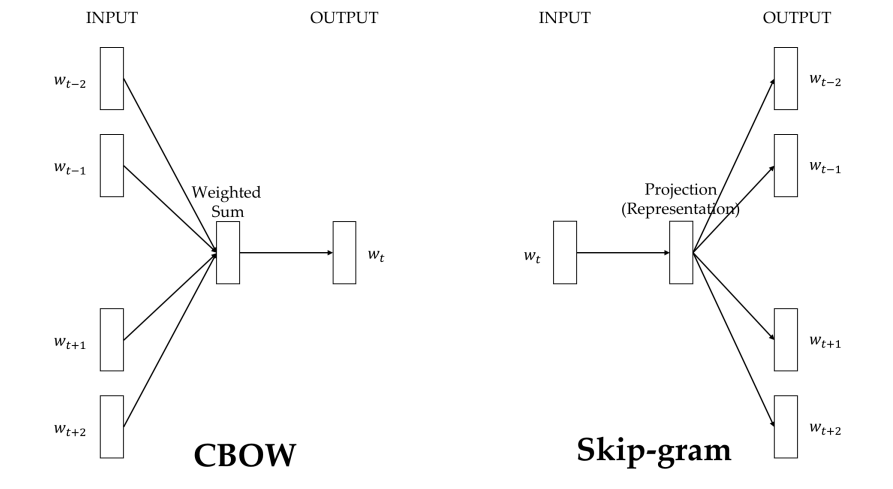 INPUT
OUTPUT
w_{t−2}
w_{t−1}
Weighted
Sum
w_t
w_{t+1}
w_{t+2}
CBOW
INPUT
OUTPUT
w_{t−2}
w_{t−1}
Projection
(Representation)
w_t
w_{t+1}
w_{t+2}
Skip-gram